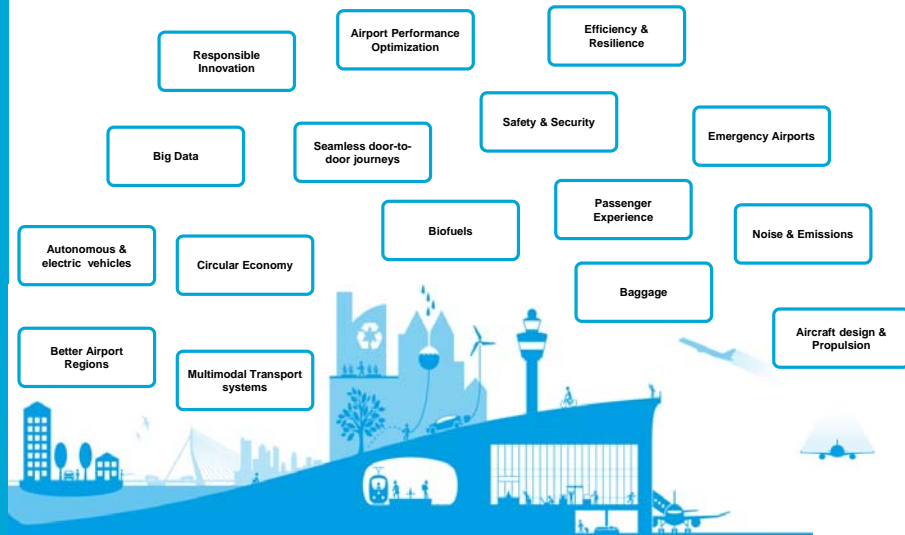 Airport Performance
Optimization
Efficiency &
Resilience
Responsible
Innovation
Safety & Security
Emergency Airports
Big Data
Seamless door-to-
door journeys
Passenger
Experience
Biofuels
Noise & Emissions
Autonomous &
electric vehicles
Circular Economy
Baggage
Aircraft design &
Propulsion
Better Airport
Regions
Multimodal Transport
systems